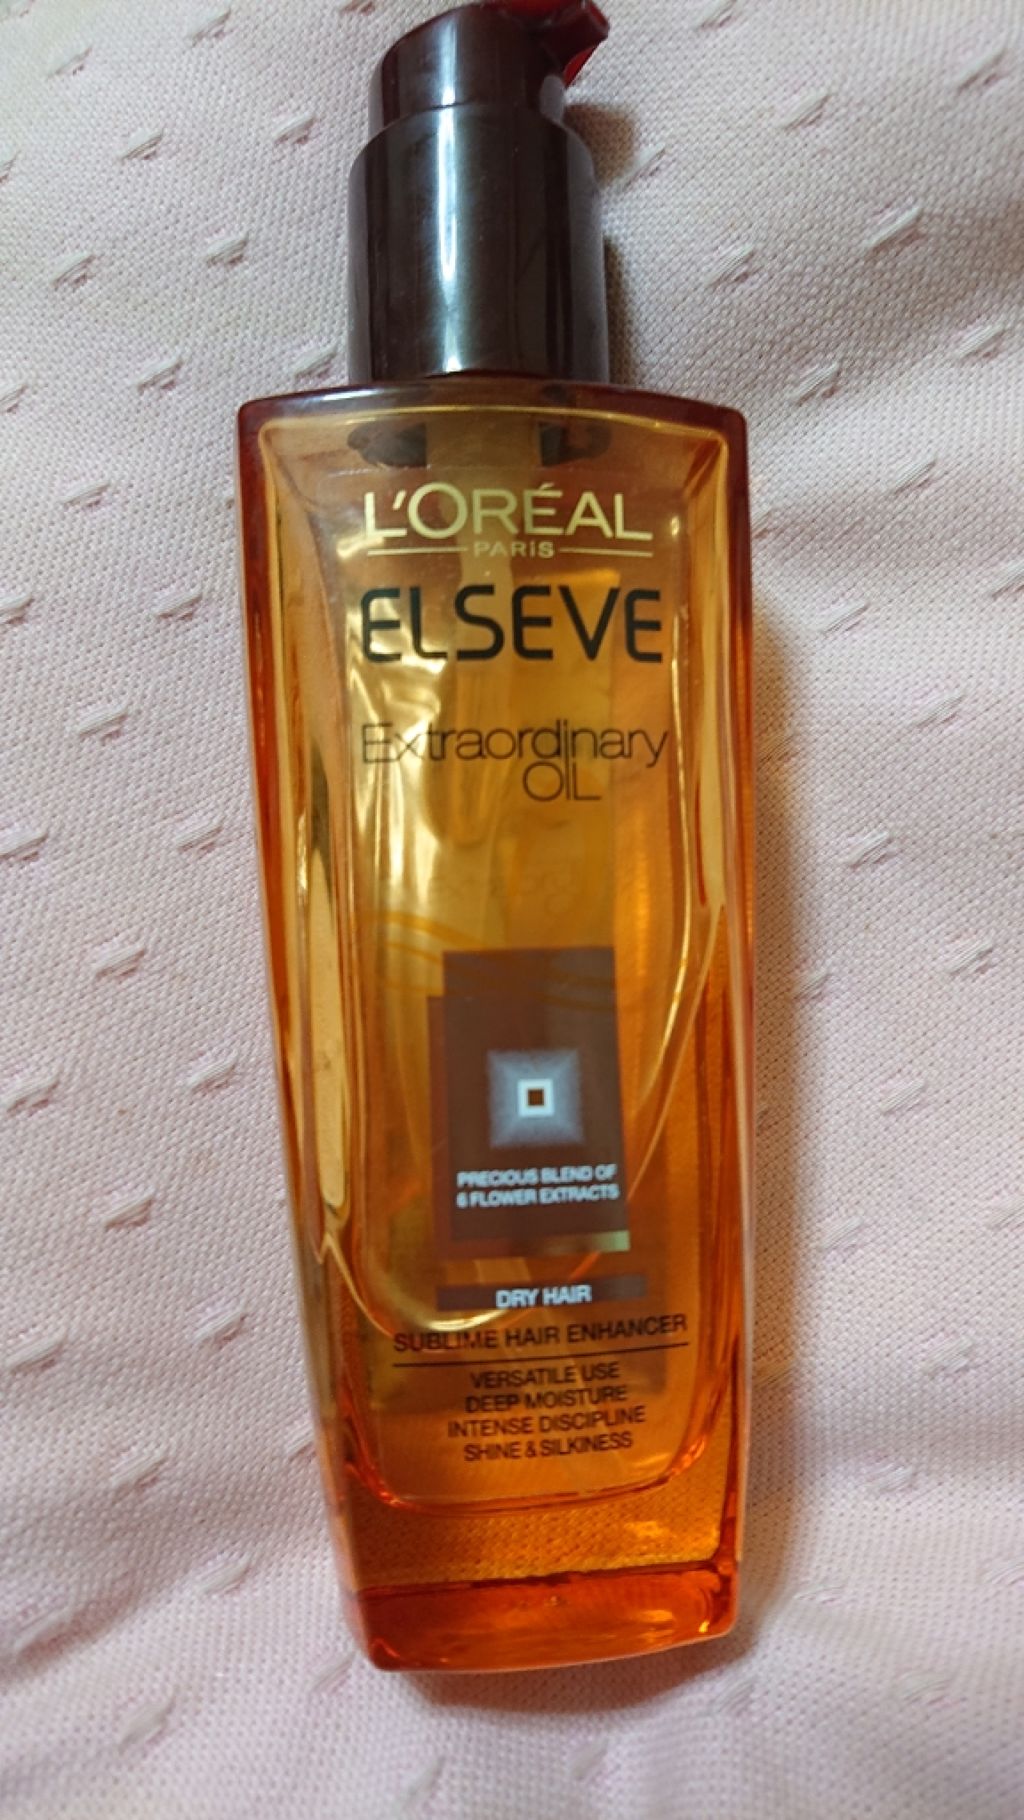 L'ORÉAL
PARIS
ELSEVE
Extraordinary
OIL
PRECIOUS BLEND OF
6 FLOWER EXTRACTS
DRY HAIR
SUBLIME HAIR ENHANCER
VERSATILE USE
DEEP MOISTURE
INTENSE DISCIPLINE
SHINE & SILKINESS